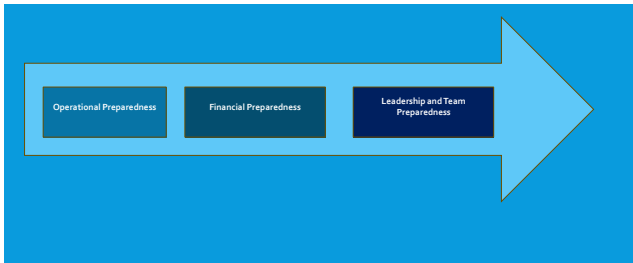 Operational Preparedness
Financial Preparedness
Leadership and Team
Preparedness